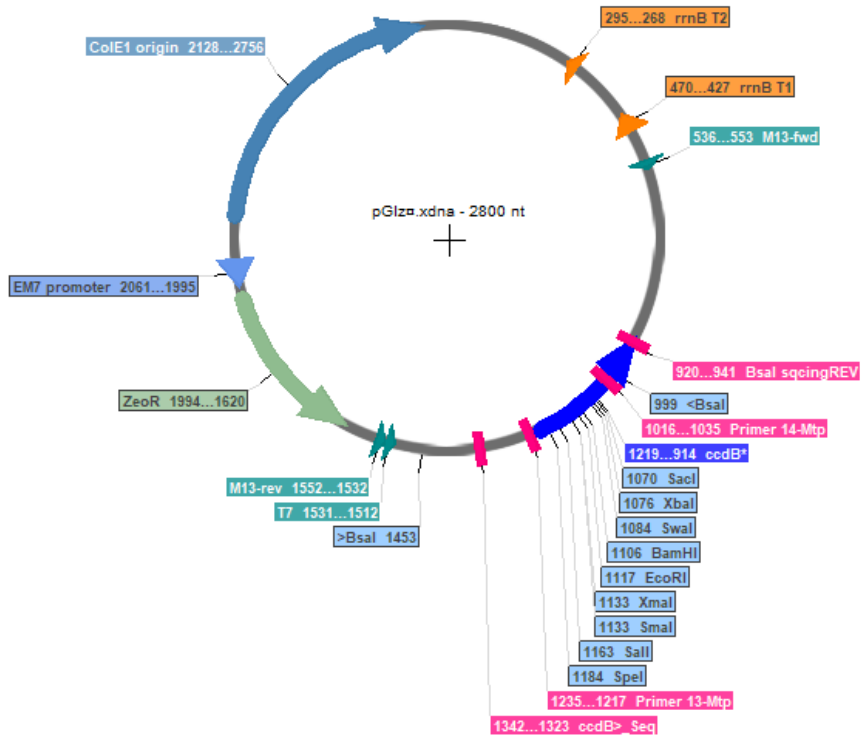 295...268 rrnB T2
ColE1 origin 2128...2756
470...427 rrnB T1
536...553 M13-fwd
pGIz¤.xdna - 2800 nt
EM7 promoter 2061...1995
920...941 BsaI sqcingREV
ZeoR 1994...1620
999 <BsaI
1016...1035 Primer 14-Mtp
1219...914 ccdB*
1070 SacI
M13-rev 1552...1532
1076 XbaI
T7 1531...1512
1084 SwaI
>BsaI 1453
1106 BamHI
1117 EcoRI
1133 XmaI
1133 SmaI
1163 SalI
1184 SpeI
1235...1217 Primer 13-Mtp
1342...1323 ccdB>_Seq